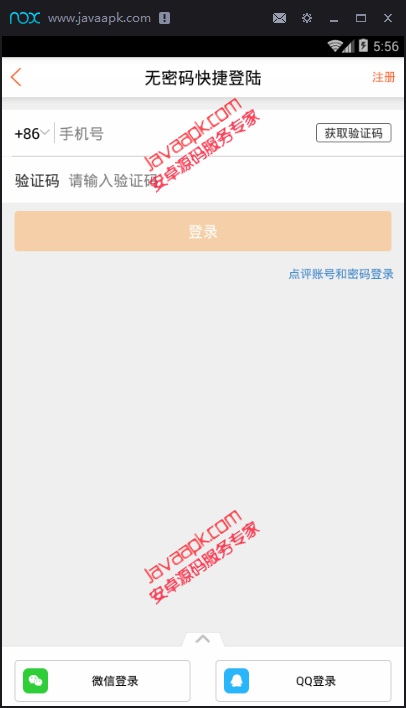 nox www.javaapk.com
5:56
无密码快捷登陆 注册
+86 手机号 获取验证码
javaapk.com
安卓源码服务专家
验证码 请输入验证码
登录
点评账号和密码登录
javaapk.com
安卓源码服务专家
微信登录 QQ登录